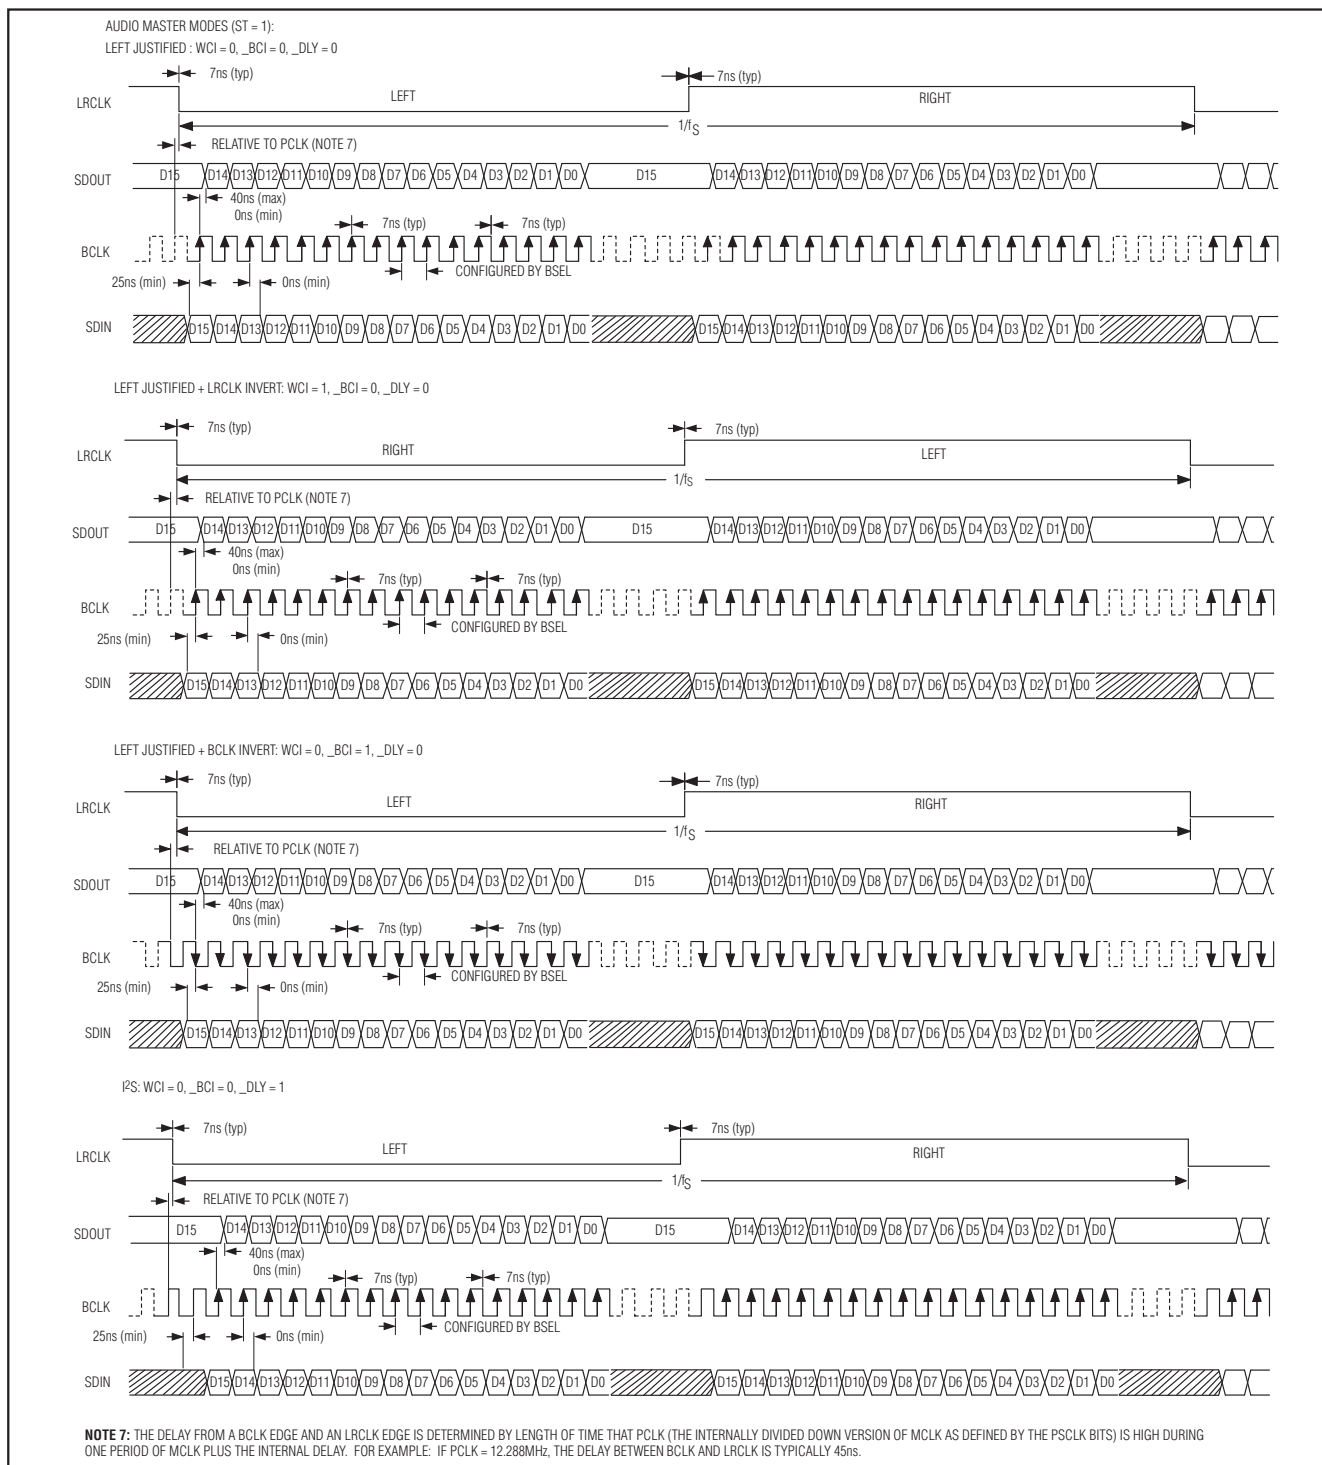 AUDIO MASTER MODES (ST = 1):
LEFT JUSTIFIED : WCI = 0, _BCI = 0, _DLY = 0
7ns (typ) 7ns (typ)
LRCLK LEFT RIGHT
1/fS
RELATIVE TO PCLK (NOTE 7)
SDOUT D15 D14 D13 D12 D11 D10 D9 D8 D7 D6 D5 D4 D3 D2 D1 D0 D15 D14 D13 D12 D11 D10 D9 D8 D7 D6 D5 D4 D3 D2 D1 D0
40ns (max)
0ns (min) 7ns (typ) 7ns (typ)
BCLK
25ns (min) 0ns (min) CONFIGURED BY BSEL
SDIN D15 D14 D13 D12 D11 D10 D9 D8 D7 D6 D5 D4 D3 D2 D1 D0 D15 D14 D13 D12 D11 D10 D9 D8 D7 D6 D5 D4 D3 D2 D1 D0
LEFT JUSTIFIED + LRCLK INVERT: WCI = 1, _BCI = 0, _DLY = 0
7ns (typ) 7ns (typ)
LRCLK RIGHT LEFT
1/fS
RELATIVE TO PCLK (NOTE 7)
SDOUT D15 D14 D13 D12 D11 D10 D9 D8 D7 D6 D5 D4 D3 D2 D1 D0 D15 D14 D13 D12 D11 D10 D9 D8 D7 D6 D5 D4 D3 D2 D1 D0
40ns (max)
0ns (min) 7ns (typ) 7ns (typ)
BCLK
25ns (min) 0ns (min) CONFIGURED BY BSEL
SDIN D15 D14 D13 D12 D11 D10 D9 D8 D7 D6 D5 D4 D3 D2 D1 D0 D15 D14 D13 D12 D11 D10 D9 D8 D7 D6 D5 D4 D3 D2 D1 D0
LEFT JUSTIFIED + BCLK INVERT: WCI = 0, _BCI = 1, _DLY = 0
7ns (typ) 7ns (typ)
LRCLK LEFT RIGHT
1/fS
RELATIVE TO PCLK (NOTE 7)
SDOUT D15 D14 D13 D12 D11 D10 D9 D8 D7 D6 D5 D4 D3 D2 D1 D0 D15 D14 D13 D12 D11 D10 D9 D8 D7 D6 D5 D4 D3 D2 D1 D0
40ns (max)
0ns (min) 7ns (typ) 7ns (typ)
BCLK
25ns (min) 0ns (min) CONFIGURED BY BSEL
SDIN D15 D14 D13 D12 D11 D10 D9 D8 D7 D6 D5 D4 D3 D2 D1 D0 D15 D14 D13 D12 D11 D10 D9 D8 D7 D6 D5 D4 D3 D2 D1 D0
I²S: WCI = 0, _BCI = 0, _DLY = 1
7ns (typ) 7ns (typ)
LRCLK LEFT RIGHT
1/fS
RELATIVE TO PCLK (NOTE 7)
SDOUT D15 D14 D13 D12 D11 D10 D9 D8 D7 D6 D5 D4 D3 D2 D1 D0 D15 D14 D13 D12 D11 D10 D9 D8 D7 D6 D5 D4 D3 D2 D1 D0
40ns (max)
0ns (min) 7ns (typ) 7ns (typ)
BCLK
25ns (min) 0ns (min) CONFIGURED BY BSEL
SDIN D15 D14 D13 D12 D11 D10 D9 D8 D7 D6 D5 D4 D3 D2 D1 D0 D15 D14 D13 D12 D11 D10 D9 D8 D7 D6 D5 D4 D3 D2 D1 D0
NOTE 7: THE DELAY FROM A BCLK EDGE AND AN LRCLK EDGE IS DETERMINED BY LENGTH OF TIME THAT PCLK (THE INTERNALLY DIVIDED DOWN VERSION OF MCLK AS DEFINED BY THE PSCLK BITS) IS HIGH DURING
ONE PERIOD OF MCLK PLUS THE INTERNAL DELAY. FOR EXAMPLE: IF PCLK = 12.288MHz, THE DELAY BETWEEN BCLK AND LRCLK IS TYPICALLY 45ns.